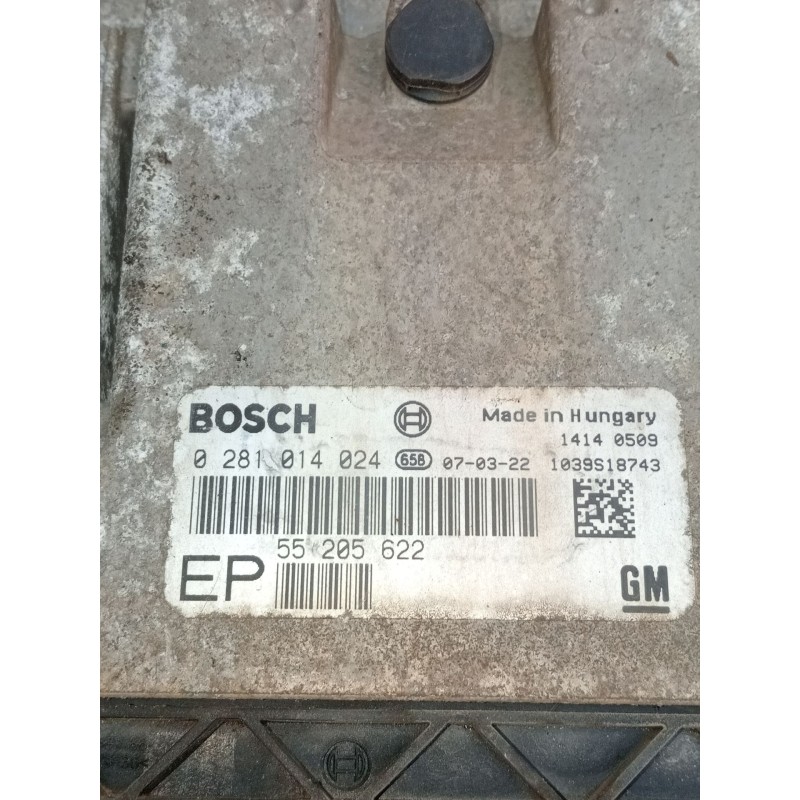 BOSCH Made in Hungary
1414 0509
0 281 014 024 65B 07-03-22 1039S18743
55 205 622
EP
GM